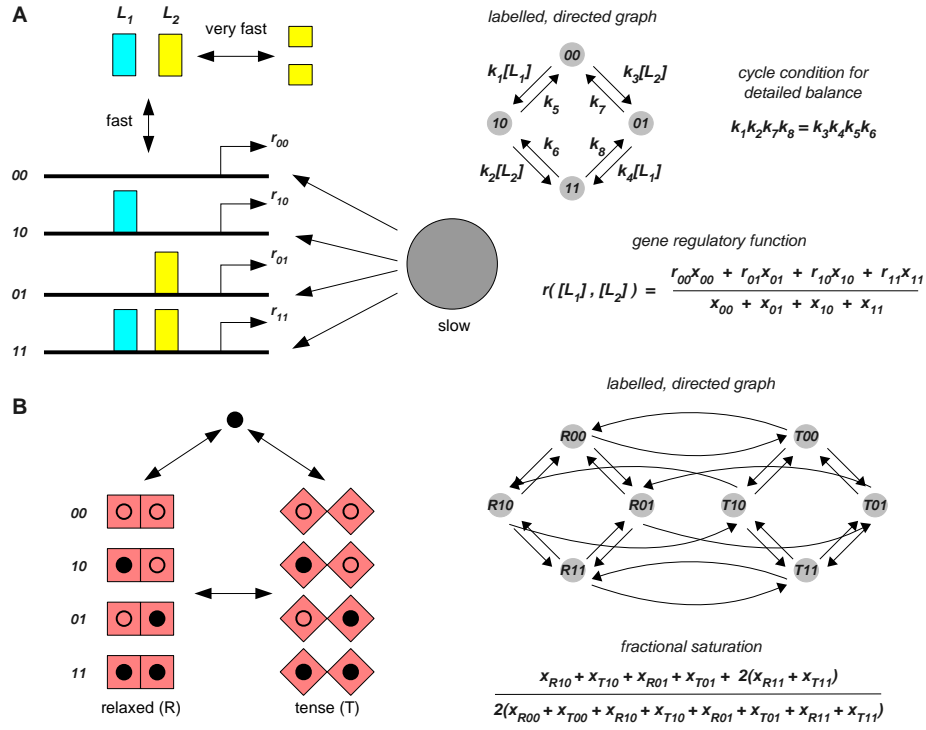 A
L₁ L₂
very fast
fast
r₀₀
00
r₁₀
10
r₀₁
01
r₁₁
11
slow
labelled, directed graph
00
k₁[L₁] k₃[L₂]
k₅ k₇
10 01
k₆ k₈
k₂[L₂] k₄[L₁]
11
cycle condition for
detailed balance
k₁k₂k₇k₈ = k₃k₄k₅k₆
gene regulatory function
r₀₀x₀₀ + r₀₁x₀₁ + r₁₀x₁₀ + r₁₁x₁₁
r( [L₁] , [L₂] ) =
x₀₀ + x₀₁ + x₁₀ + x₁₁
B
00
10
01
11
relaxed (R) tense (T)
labelled, directed graph
R00 T00
R10 R01 T10 T01
R11 T11
fractional saturation
x_R10 + x_T10 + x_R01 + x_T01 + 2(x_R11 + x_T11)
2(x_R00 + x_T00 + x_R10 + x_T10 + x_R01 + x_T01 + x_R11 + x_T11)